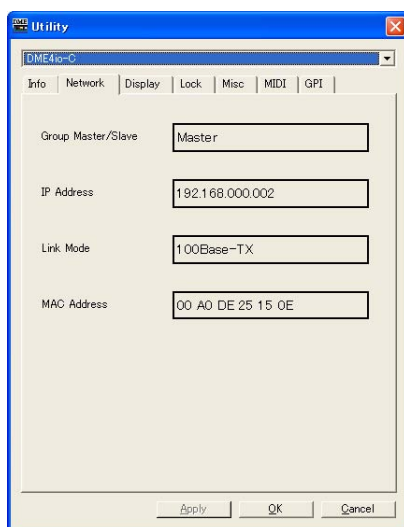 DME Utility
DME4io-C
Info Network Display Lock Misc MIDI GPI
Group Master/Slave Master
IP Address 192.168.000.002
Link Mode 100Base-TX
MAC Address 00 A0 DE 25 15 0E
Apply OK Cancel